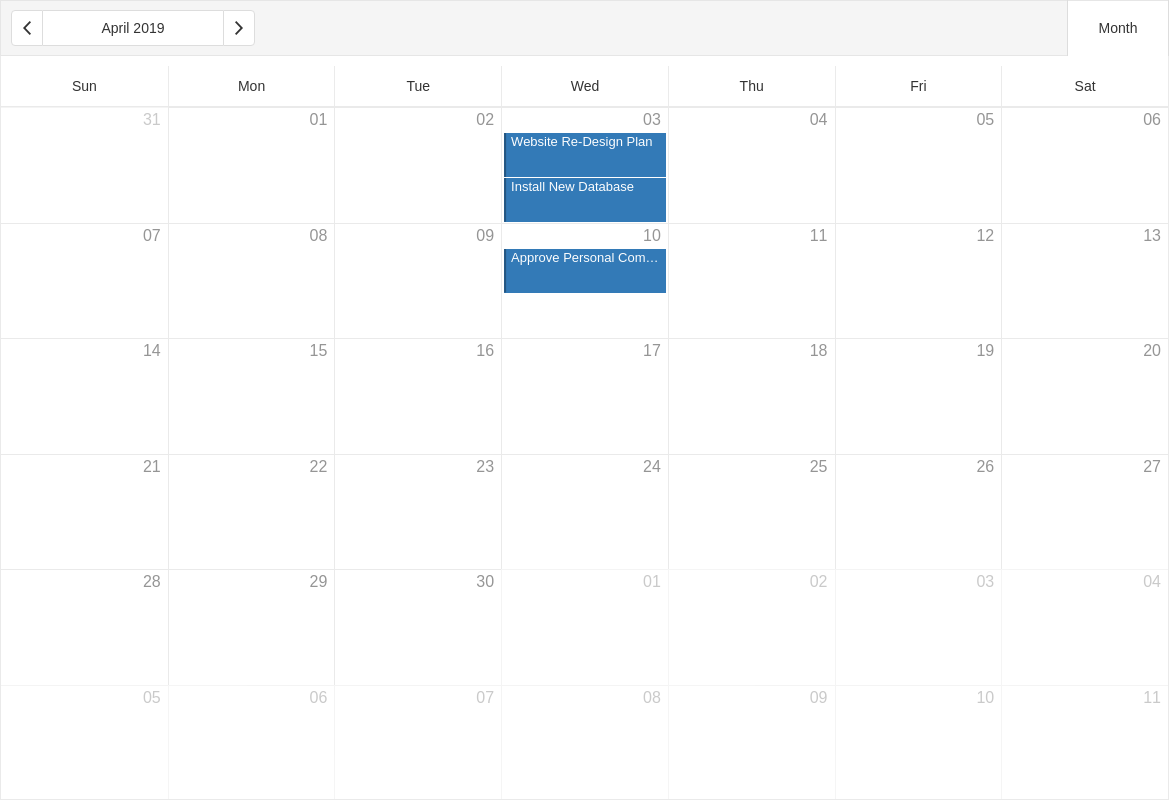 April 2019
Month
Sun Mon Tue Wed Thu Fri Sat
31 01 02 03 04 05 06
Website Re-Design Plan
Install New Database
07 08 09 10 11 12 13
Approve Personal Com…
14 15 16 17 18 19 20
21 22 23 24 25 26 27
28 29 30 01 02 03 04
05 06 07 08 09 10 11